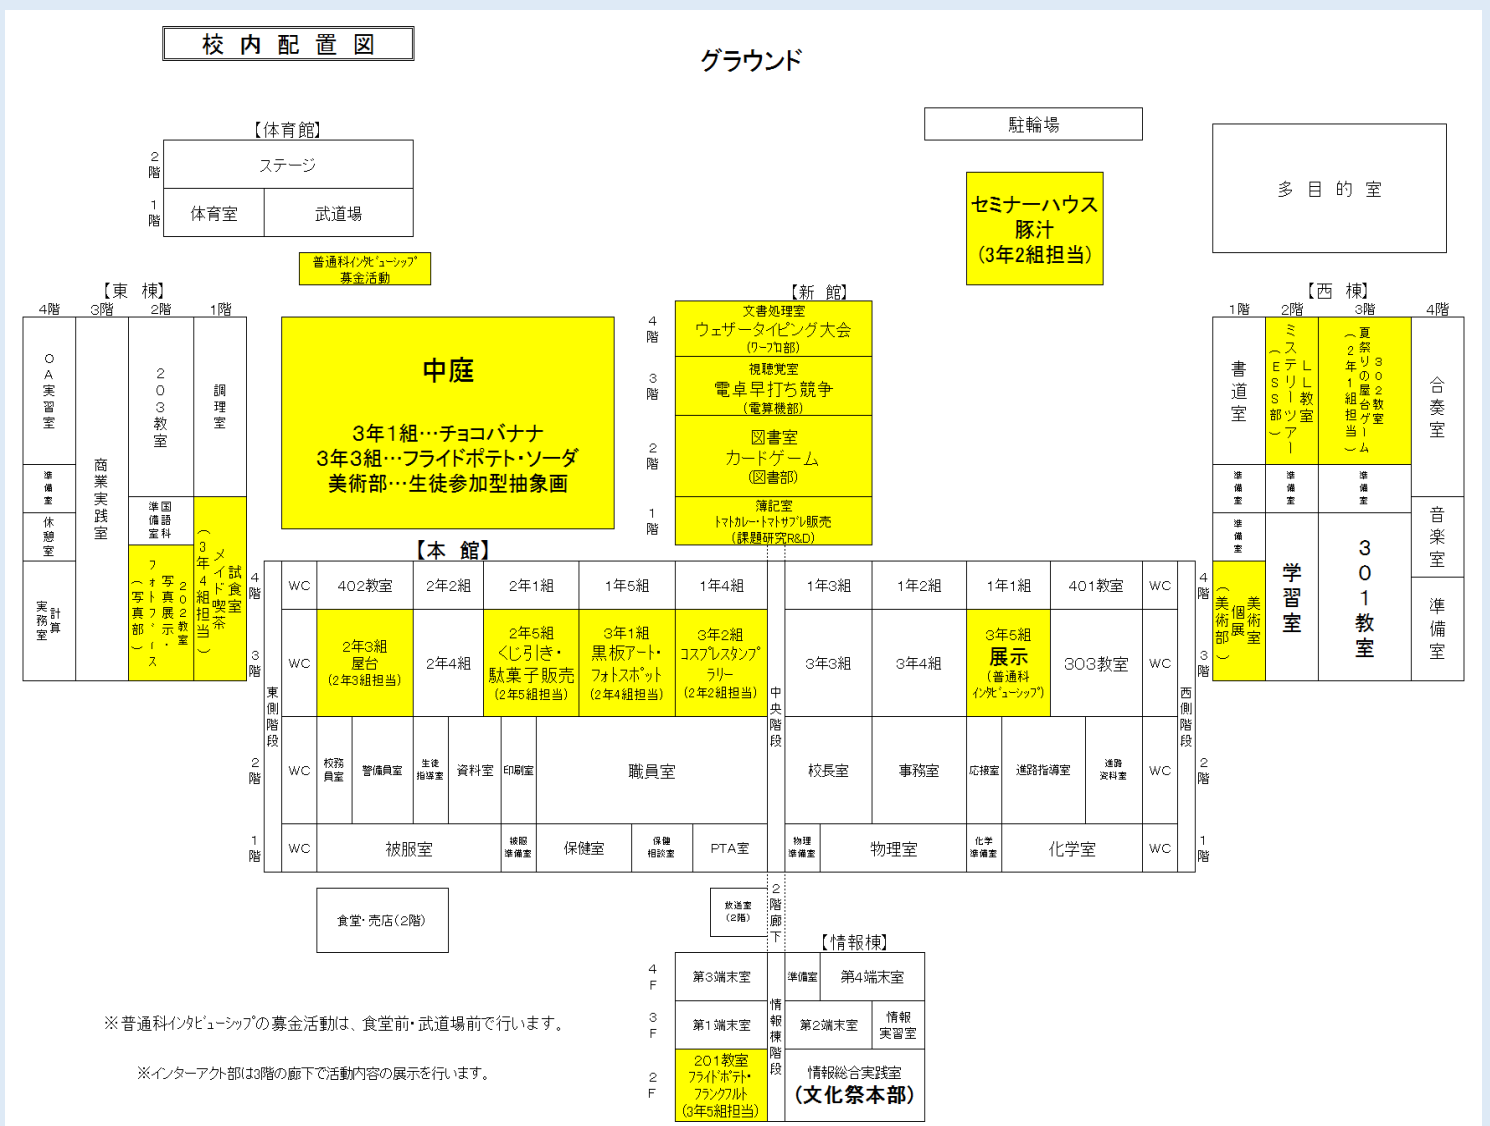 校 内 配 置 図
グラウンド
【体育館】
2階
ステージ
1階
体育室
武道場
普通科ｲﾝﾀﾋﾞｭｰｼｯﾌﾟ
募金活動
駐輪場
セミナーハウス
豚汁
(3年2組担当)
多 目 的 室
【東 棟】
4階
3階
2階
1階
OA実習室
準備室
休憩室
計算
実務室
商業実践室
203教室
国語科
準備室
202教室
写真展示・
フォトブース
(写真部)
調理室
試食室
メイド喫茶
(3年4組担当)
中庭
3年1組…チョコバナナ
3年3組…フライドポテト・ソーダ
美術部…生徒参加型抽象画
【新 館】
4階
文書処理室
ウェザータイピング大会
(ワープロ部)
3階
視聴覚室
電卓早打ち競争
(電算機部)
2階
図書室
カードゲーム
(図書部)
1階
簿記室
ﾄﾏﾄｶﾚｰ・ﾄﾏﾄｻﾌﾞﾚ販売
(課題研究R&D)
【西 棟】
1階
2階
3階
4階
書道室
準備室
準備室
美術室
個展
(美術部)
LL教室
ミステリーツアー
(ESS部)
準備室
学習室
302教室
夏祭りの屋台ゲーム
(2年1組担当)
準備室
301教室
合奏室
音楽室
準備室
【本 館】
4階
WC
402教室
2年2組
2年1組
1年5組
1年4組
1年3組
1年2組
1年1組
401教室
WC
4階
3階
WC
2年3組
屋台
(2年3組担当)
2年4組
2年5組
くじ引き・
駄菓子販売
(2年5組担当)
3年1組
黒板アート・
フォトスポット
(2年4組担当)
3年2組
コスプレスタンプ
ラリー
(2年2組担当)
3年3組
3年4組
3年5組
展示
(普通科
ｲﾝﾀﾋﾞｭｰｼｯﾌﾟ)
303教室
WC
3階
東側階段
中央階段
西側階段
2階
WC
校務
員室
警備員室
生徒
指導室
資料室
印刷室
職員室
校長室
事務室
応接室
進路指導室
進路
資料室
WC
2階
1階
WC
被服室
被服
準備室
保健室
保健
相談室
PTA室
物理
準備室
物理室
化学
準備室
化学室
WC
1階
食堂・売店(2階)
放送室
(2階)
2階廊下
【情報棟】
4F
第3端末室
準備室
第4端末室
3F
第1端末室
第2端末室
情報
実習室
情報棟階段
2F
201教室
ﾌﾗｲﾄﾞﾎﾟﾃﾄ・
ﾌﾗﾝｸﾌﾙﾄ
(3年5組担当)
情報総合実践室
(文化祭本部)
※普通科ｲﾝﾀﾋﾞｭｰｼｯﾌﾟの募金活動は、食堂前・武道場前で行います。
※インターアクト部は3階の廊下で活動内容の展示を行います。